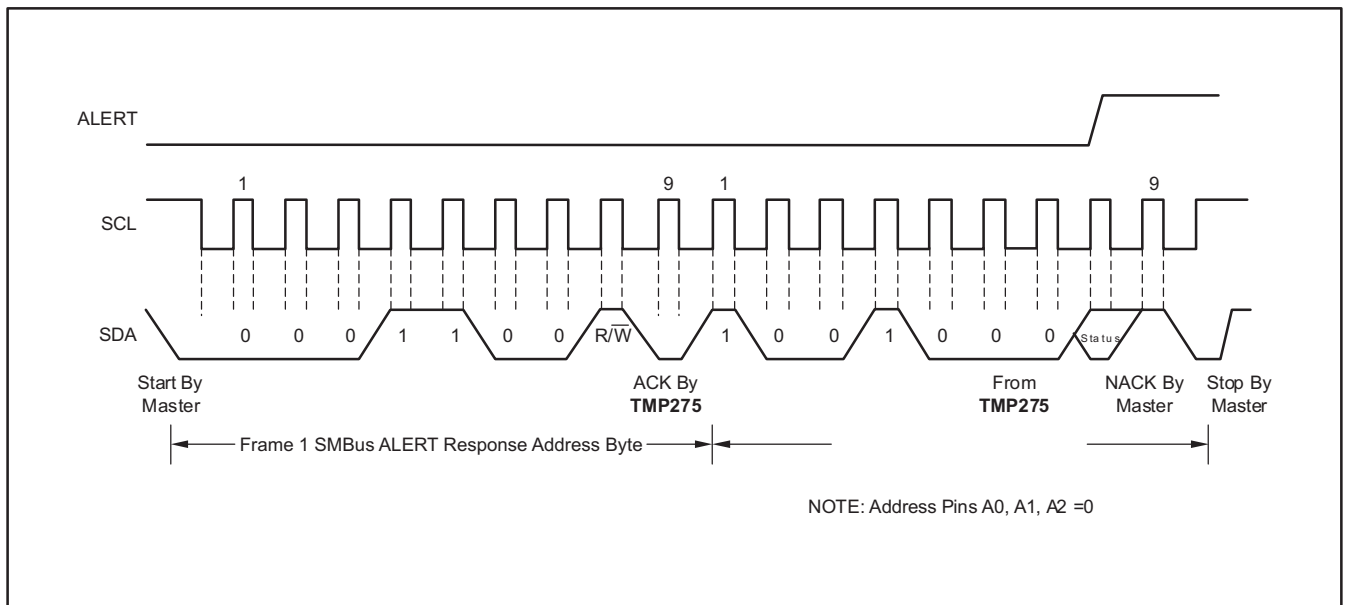 ALERT
1 9 1 9
SCL
SDA
0 0 0 1 1 0 0 R/W̅ 1 0 0 1 0 0 0 Status
Start By
Master
ACK By
TMP275
From
TMP275
NACK By
Master
Stop By
Master
Frame 1 SMBus ALERT Response Address Byte
NOTE: Address Pins A0, A1, A2 =0